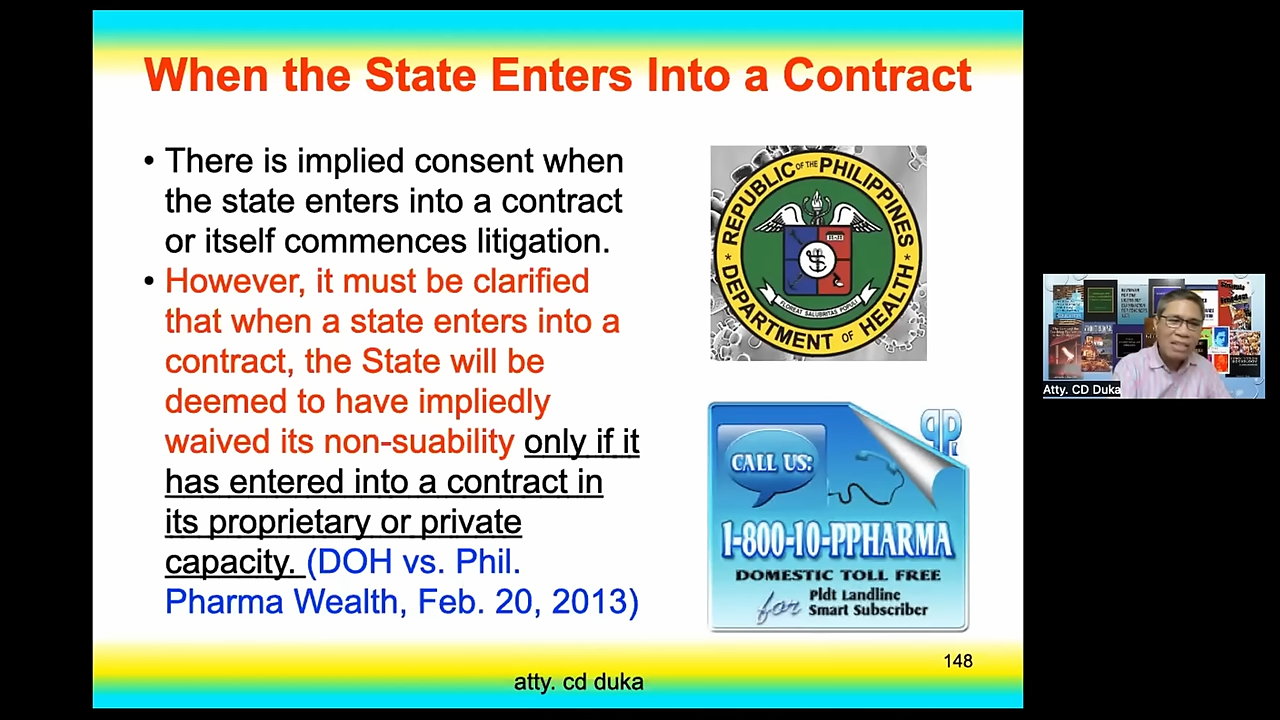 When the State Enters Into a Contract
• There is implied consent when
the state enters into a contract
or itself commences litigation.
• However, it must be clarified
that when a state enters into a
contract, the State will be
deemed to have impliedly
waived its non-suability only if it
has entered into a contract in
its proprietary or private
capacity. (DOH vs. Phil.
Pharma Wealth, Feb. 20, 2013)
REPUBLIC OF THE PHILIPPINES
DEPARTMENT OF HEALTH
CALL US:
1-800-10-PPHARMA
DOMESTIC TOLL FREE
for Pldt Landline
Smart Subscriber
148
atty. cd duka
Atty. CD Duka